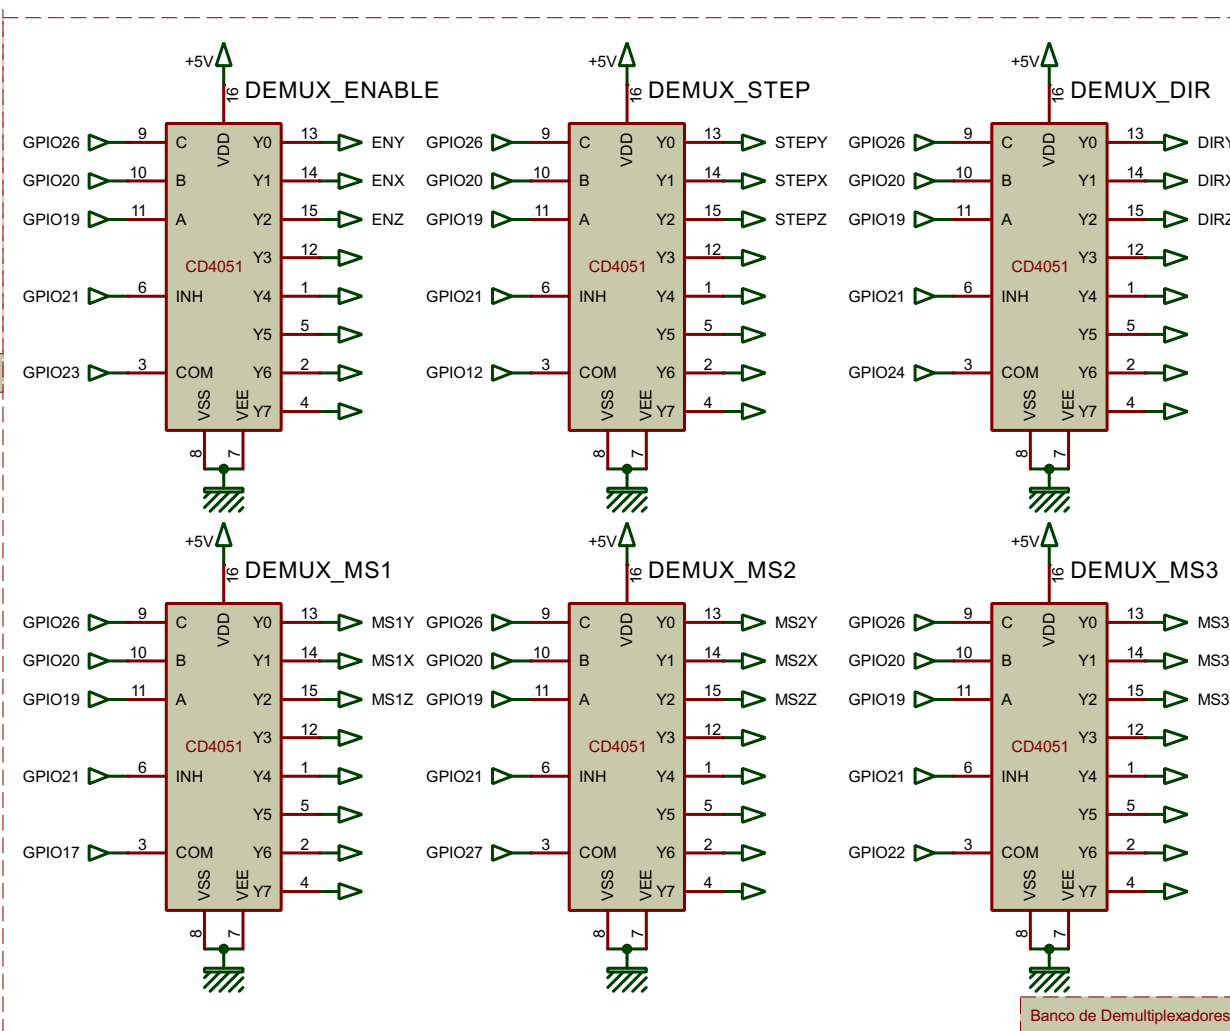 +5V +5V +5V
16 DEMUX_ENABLE 16 DEMUX_STEP 16 DEMUX_DIR
GPIO26 9 C VDD Y0 13 ENY GPIO26 9 C VDD Y0 13 STEPY GPIO26 9 C VDD Y0 13 DIRY
GPIO20 10 B Y1 14 ENX GPIO20 10 B Y1 14 STEPX GPIO20 10 B Y1 14 DIRX
GPIO19 11 A Y2 15 ENZ GPIO19 11 A Y2 15 STEPZ GPIO19 11 A Y2 15 DIRZ
Y3 12 Y3 12 Y3 12
CD4051 CD4051 CD4051
GPIO21 6 INH Y4 1 GPIO21 6 INH Y4 1 GPIO21 6 INH Y4 1
Y5 5 Y5 5 Y5 5
GPIO23 3 COM Y6 2 GPIO12 3 COM Y6 2 GPIO24 3 COM Y6 2
VSS VEE Y7 4 VSS VEE Y7 4 VSS VEE Y7 4
8 7 8 7 8 7
+5V +5V +5V
16 DEMUX_MS1 16 DEMUX_MS2 16 DEMUX_MS3
GPIO26 9 C VDD Y0 13 MS1Y GPIO26 9 C VDD Y0 13 MS2Y GPIO26 9 C VDD Y0 13 MS3
GPIO20 10 B Y1 14 MS1X GPIO20 10 B Y1 14 MS2X GPIO20 10 B Y1 14 MS3
GPIO19 11 A Y2 15 MS1Z GPIO19 11 A Y2 15 MS2Z GPIO19 11 A Y2 15 MS3
Y3 12 Y3 12 Y3 12
CD4051 CD4051 CD4051
GPIO21 6 INH Y4 1 GPIO21 6 INH Y4 1 GPIO21 6 INH Y4 1
Y5 5 Y5 5 Y5 5
GPIO17 3 COM Y6 2 GPIO27 3 COM Y6 2 GPIO22 3 COM Y6 2
VSS VEE Y7 4 VSS VEE Y7 4 VSS VEE Y7 4
8 7 8 7 8 7
Banco de Demultiplexadores